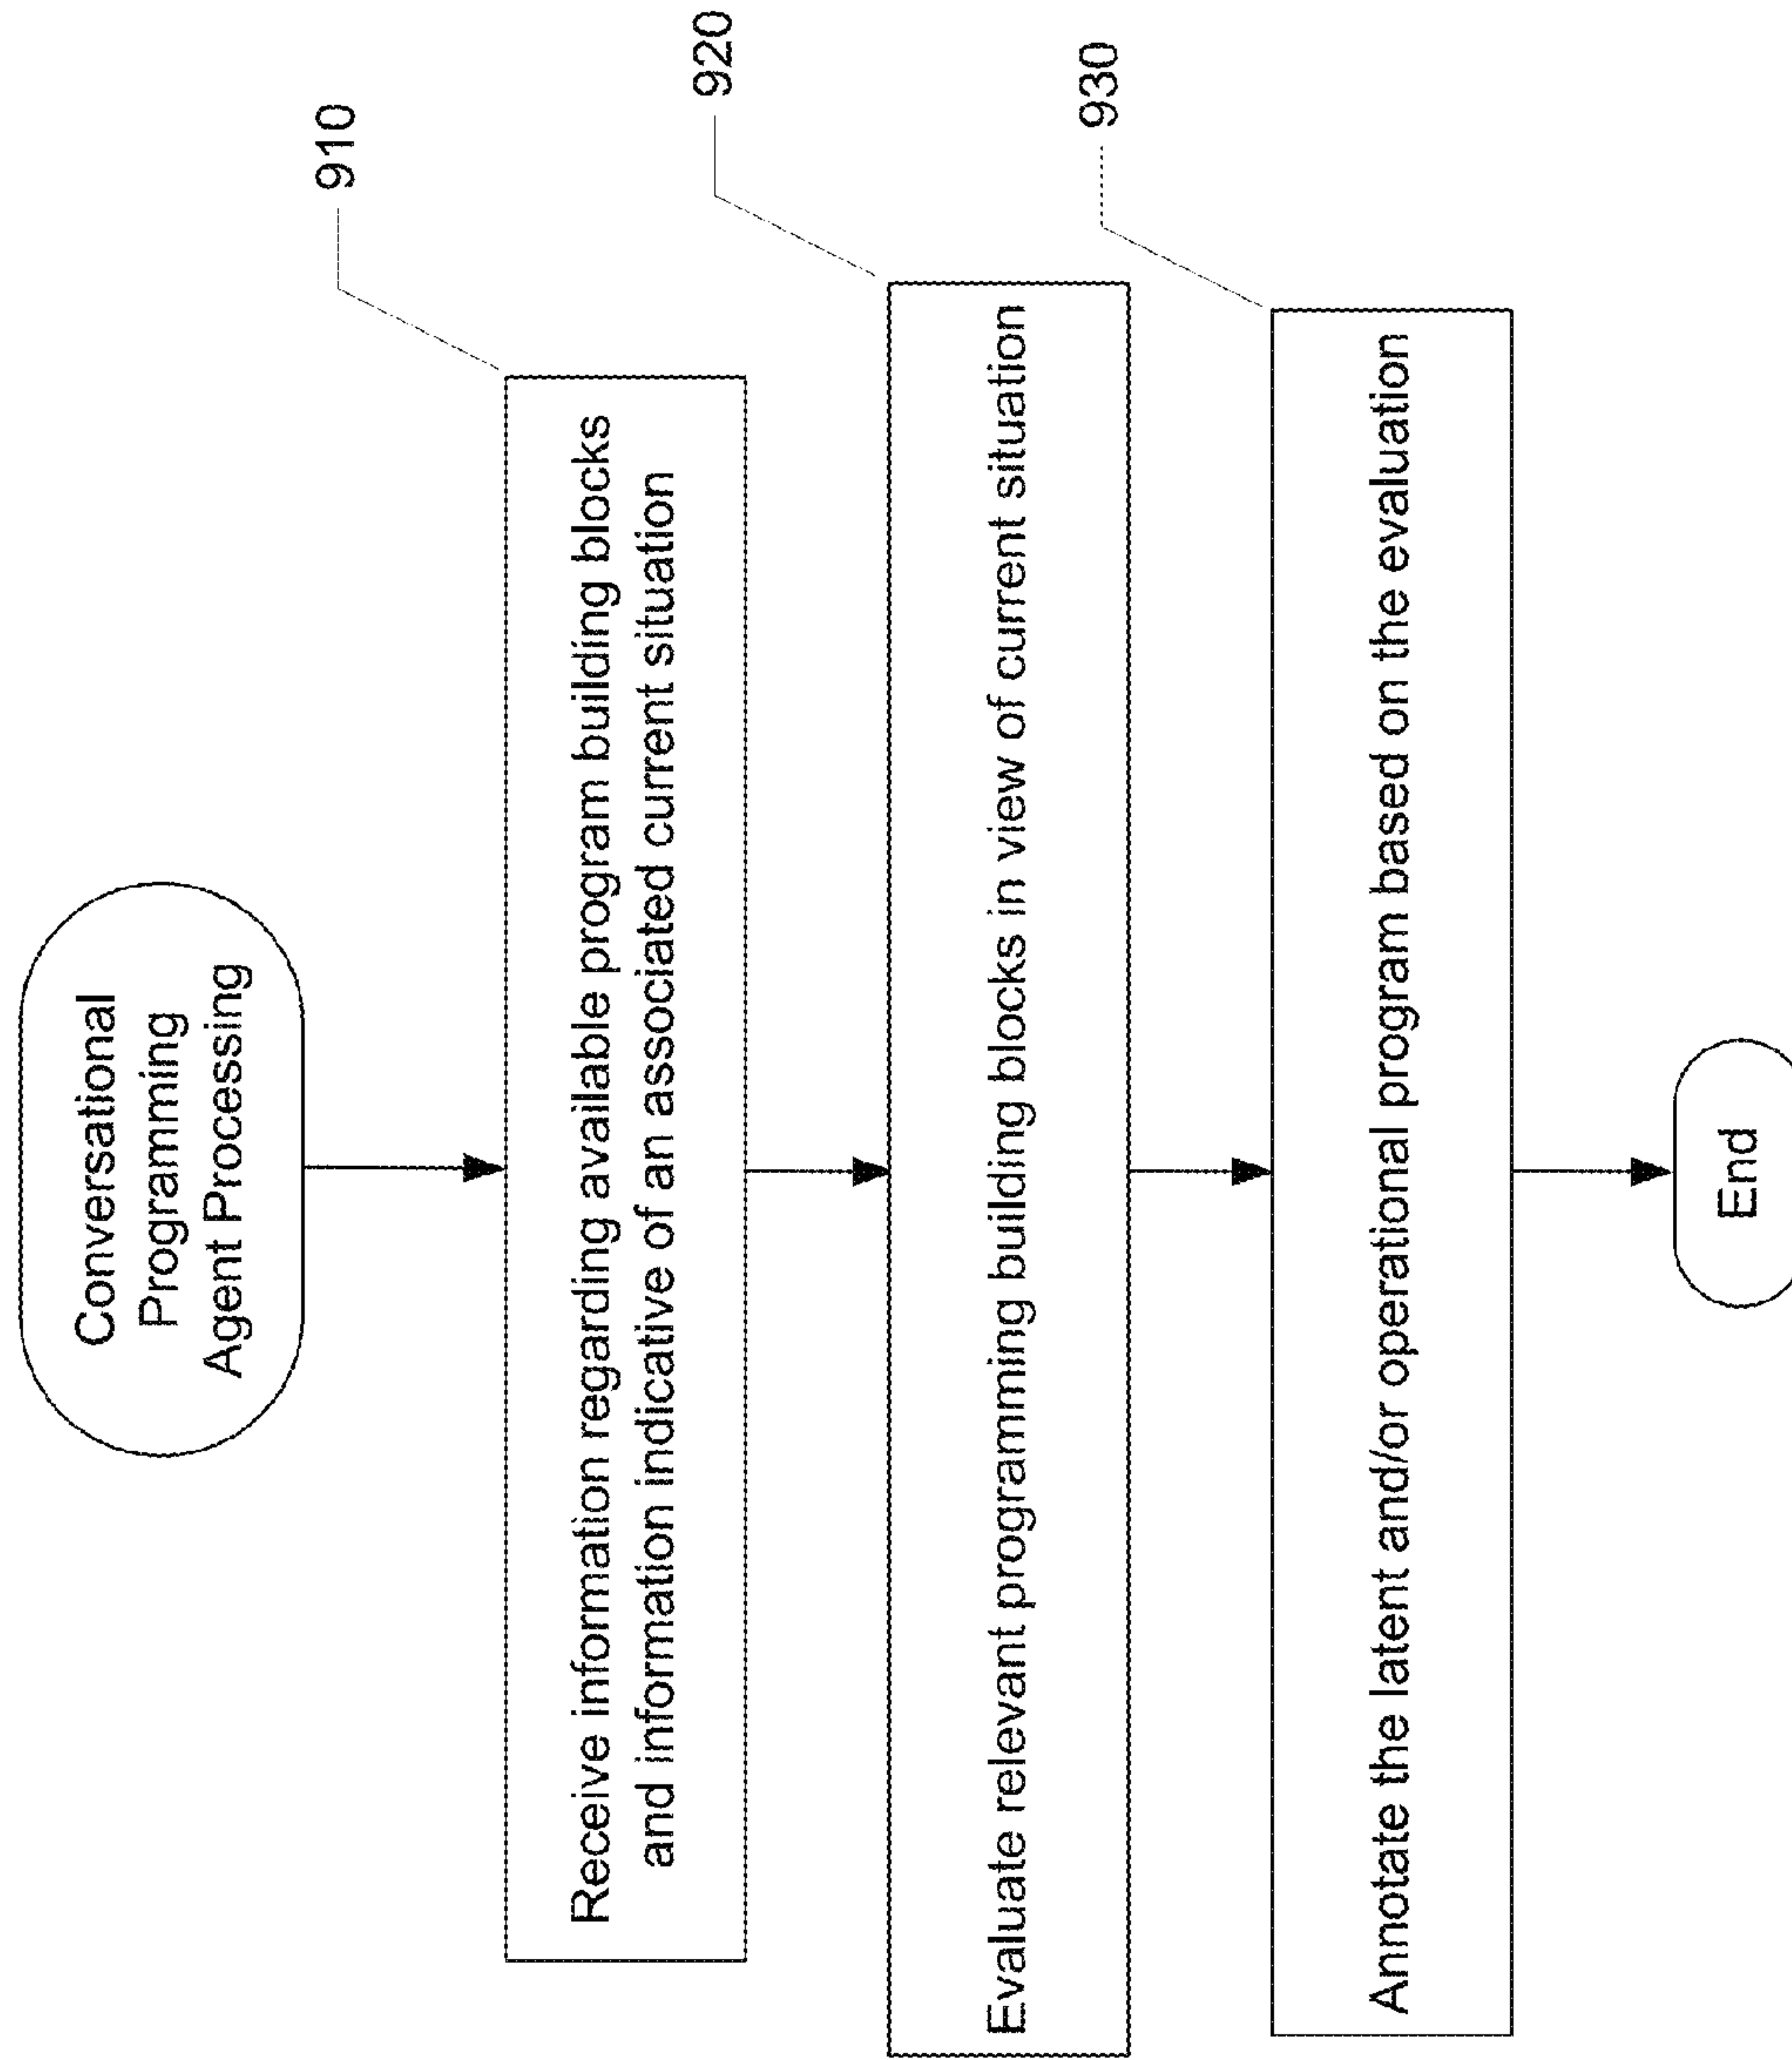 Conversational
Programming
Agent Processing
910
Receive information regarding available program building blocks
and information indicative of an associated current situation
920
Evaluate relevant programming building blocks in view of current situation
930
Annotate the latent and/or operational program based on the evaluation
End